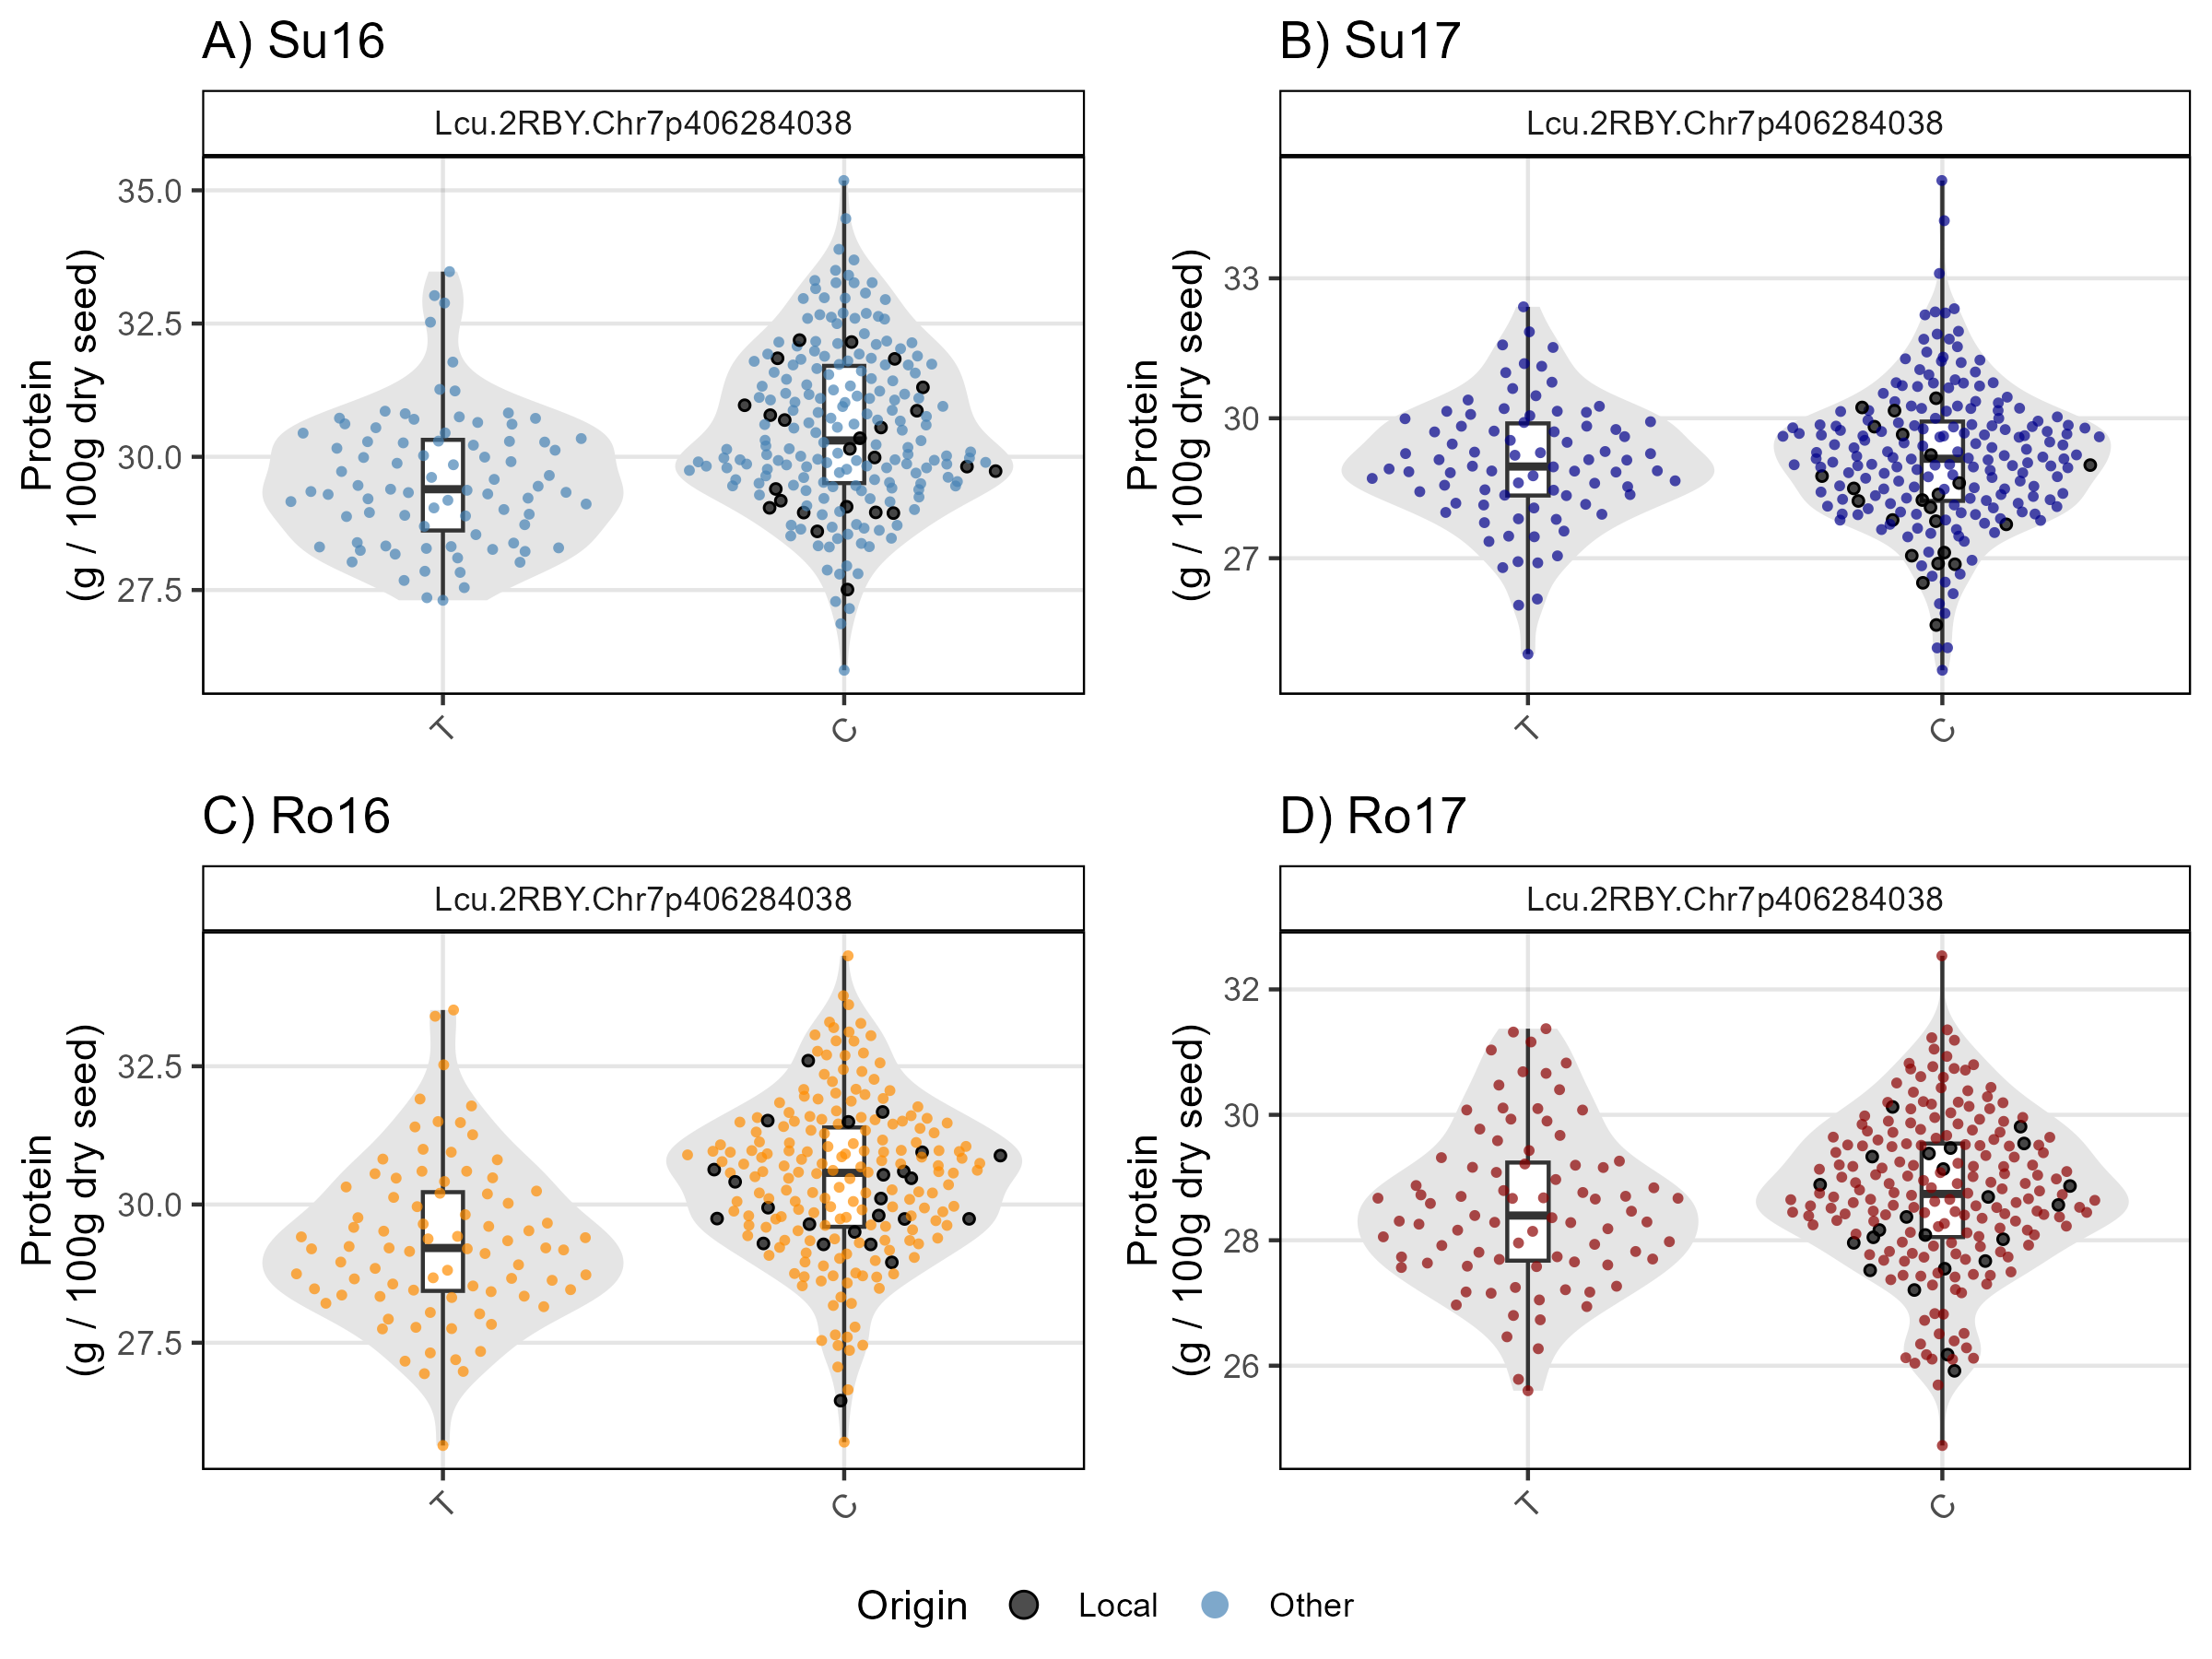 A) Su16
Lcu.2RBY.Chr7p406284038
Protein
(g / 100g dry seed)
35.0
32.5
30.0
27.5
T
C
B) Su17
Lcu.2RBY.Chr7p406284038
Protein
(g / 100g dry seed)
33
30
27
T
C
C) Ro16
Lcu.2RBY.Chr7p406284038
Protein
(g / 100g dry seed)
32.5
30.0
27.5
T
C
D) Ro17
Lcu.2RBY.Chr7p406284038
Protein
(g / 100g dry seed)
32
30
28
26
T
C
Origin Local Other